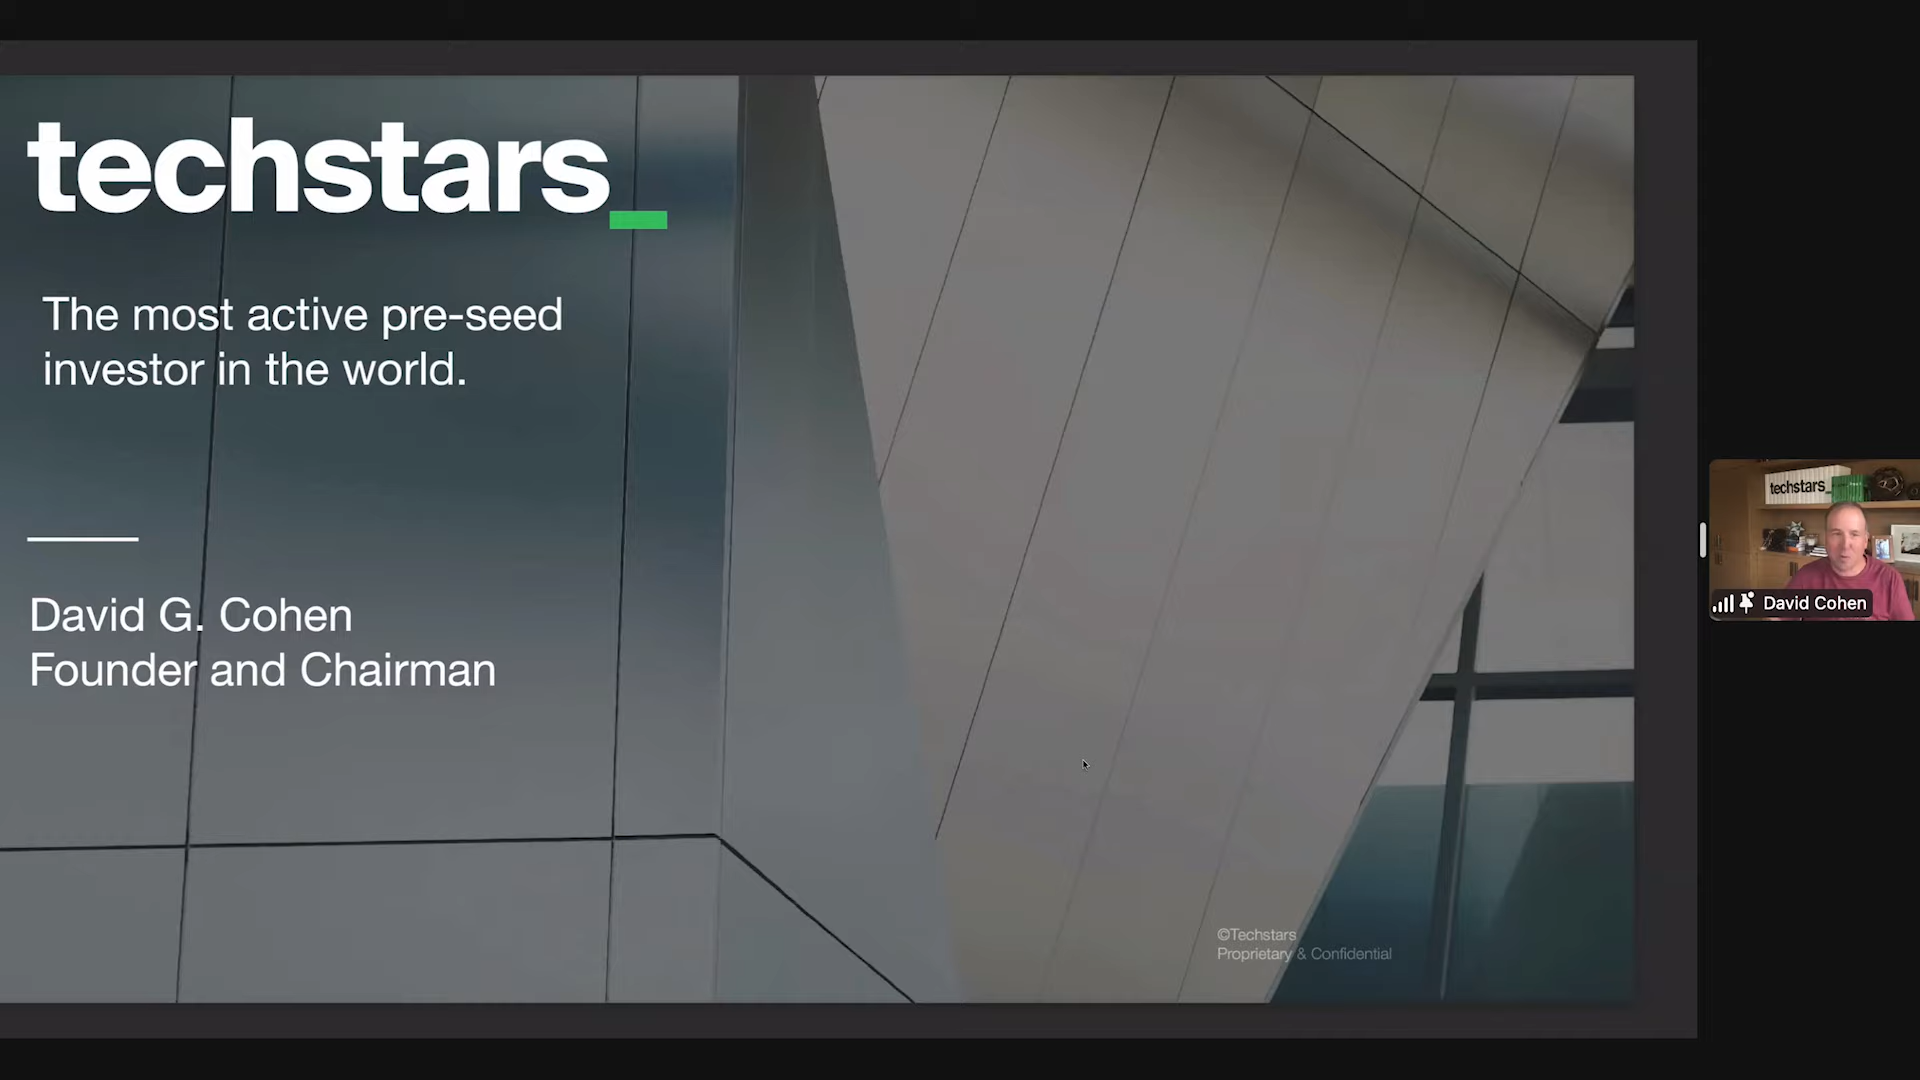 techstars_
The most active pre-seed
investor in the world.
David G. Cohen
Founder and Chairman
©Techstars
Proprietary & Confidential
techstars_
David Cohen